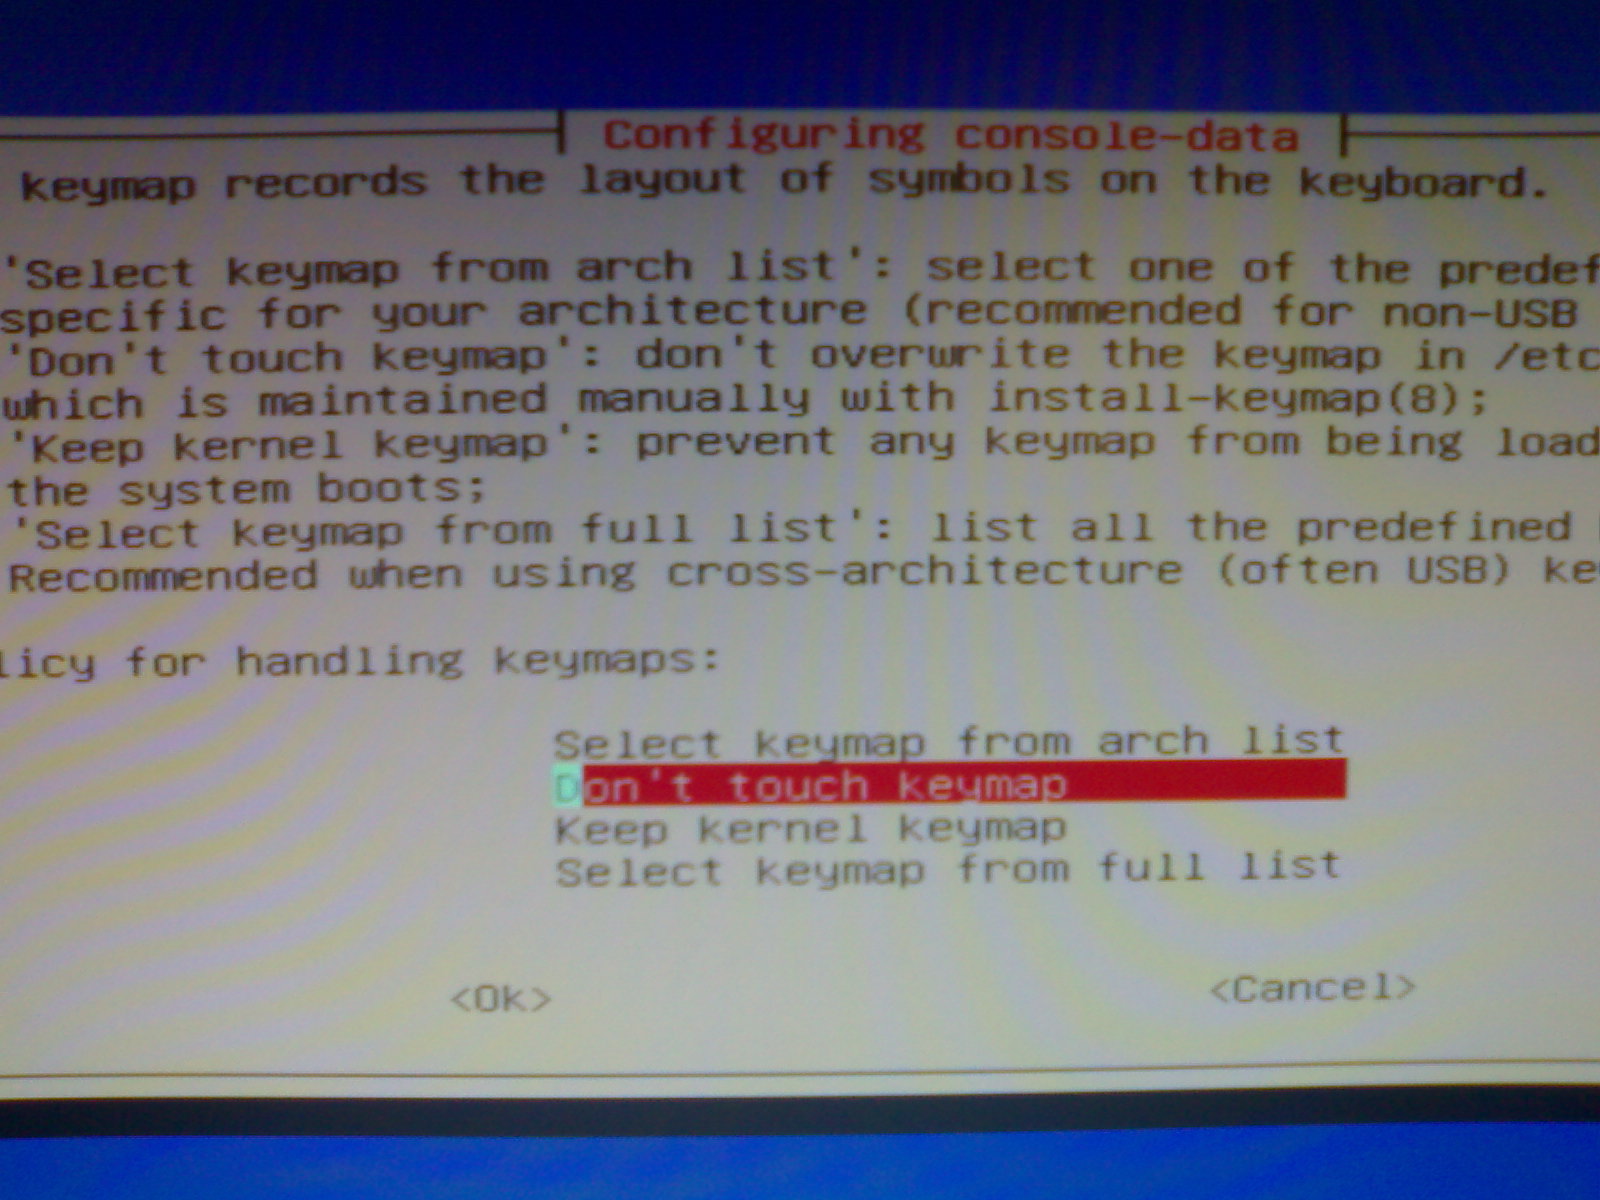 Configuring console-data
keymap records the layout of symbols on the keyboard.
'Select keymap from arch list': select one of the predef
specific for your architecture (recommended for non-USB
'Don't touch keymap': don't overwrite the keymap in /etc
which is maintained manually with install-keymap(8);
'Keep kernel keymap': prevent any keymap from being load
the system boots;
'Select keymap from full list': list all the predefined
Recommended when using cross-architecture (often USB) ke
licy for handling keymaps:
Select keymap from arch list
Don't touch keymap
Keep kernel keymap
Select keymap from full list
<Ok> <Cancel>